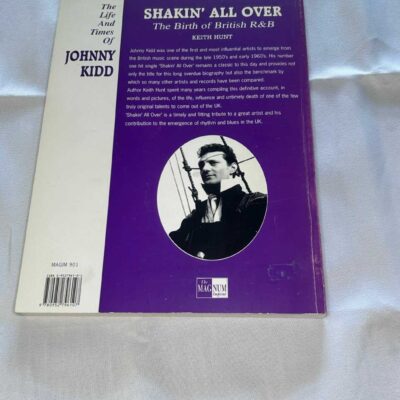 The
Life
And
Times
Of
JOHNNY
KIDD
SHAKIN' ALL OVER
The Birth of British R&B
KEITH HUNT
Johnny Kidd was one of the first and most influential artists to emerge from
the British music scene during the late 1950's and early 1960's. His number
one hit single 'Shakin' All Over' remains a classic to this day and provides not
only the title for this long overdue biography but also the benchmark by
which so many other artists and records have been compared.
Author Keith Hunt spent many years compiling this definitive account, in
words and pictures, of the life, influence and untimely death of one of the few
truly original talents to come out of the UK.
'Shakin' All Over' is a timely and fitting tribute to a great artist and his
contribution to the emergence of rhythm and blues in the UK.
MAGM 901
The
MAGNUM
Imprint